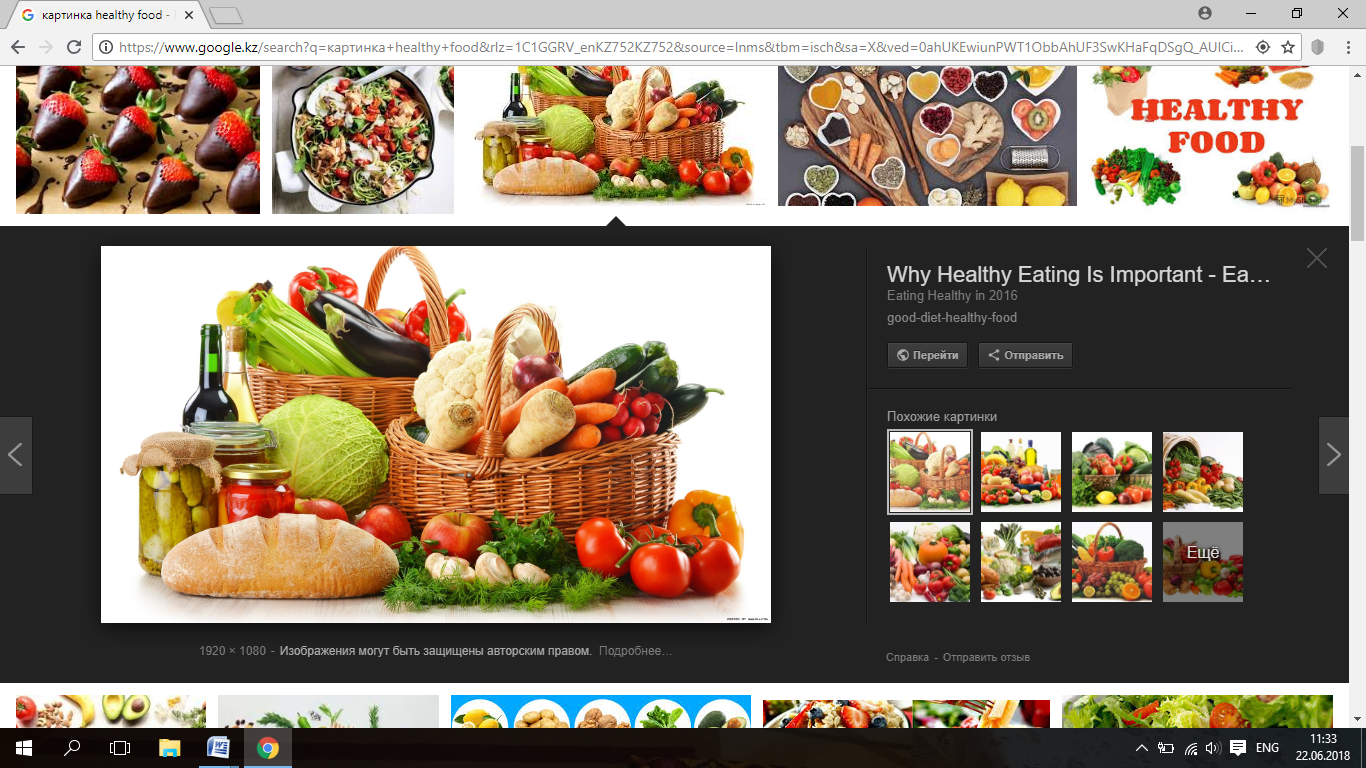 картинка healthy food -
https://www.google.kz/search?q=картинка+healthy+food&rlz=1C1GGRV_enKZ752KZ752&source=lnms&tbm=isch&sa=X&ved=0ahUKEwiunPWT1ObbAhUF3SwKHaFqDSgQ_AUICi...
HEALTHY
FOOD
Why Healthy Eating Is Important - Ea...
Eating Healthy in 2016
good-diet-healthy-food
Перейти
Отправить
Похожие картинки
Ещё
1920 × 1080 - Изображения могут быть защищены авторским правом. Подробнее...
Справка - Отправить отзыв
ENG
11:33
22.06.2018